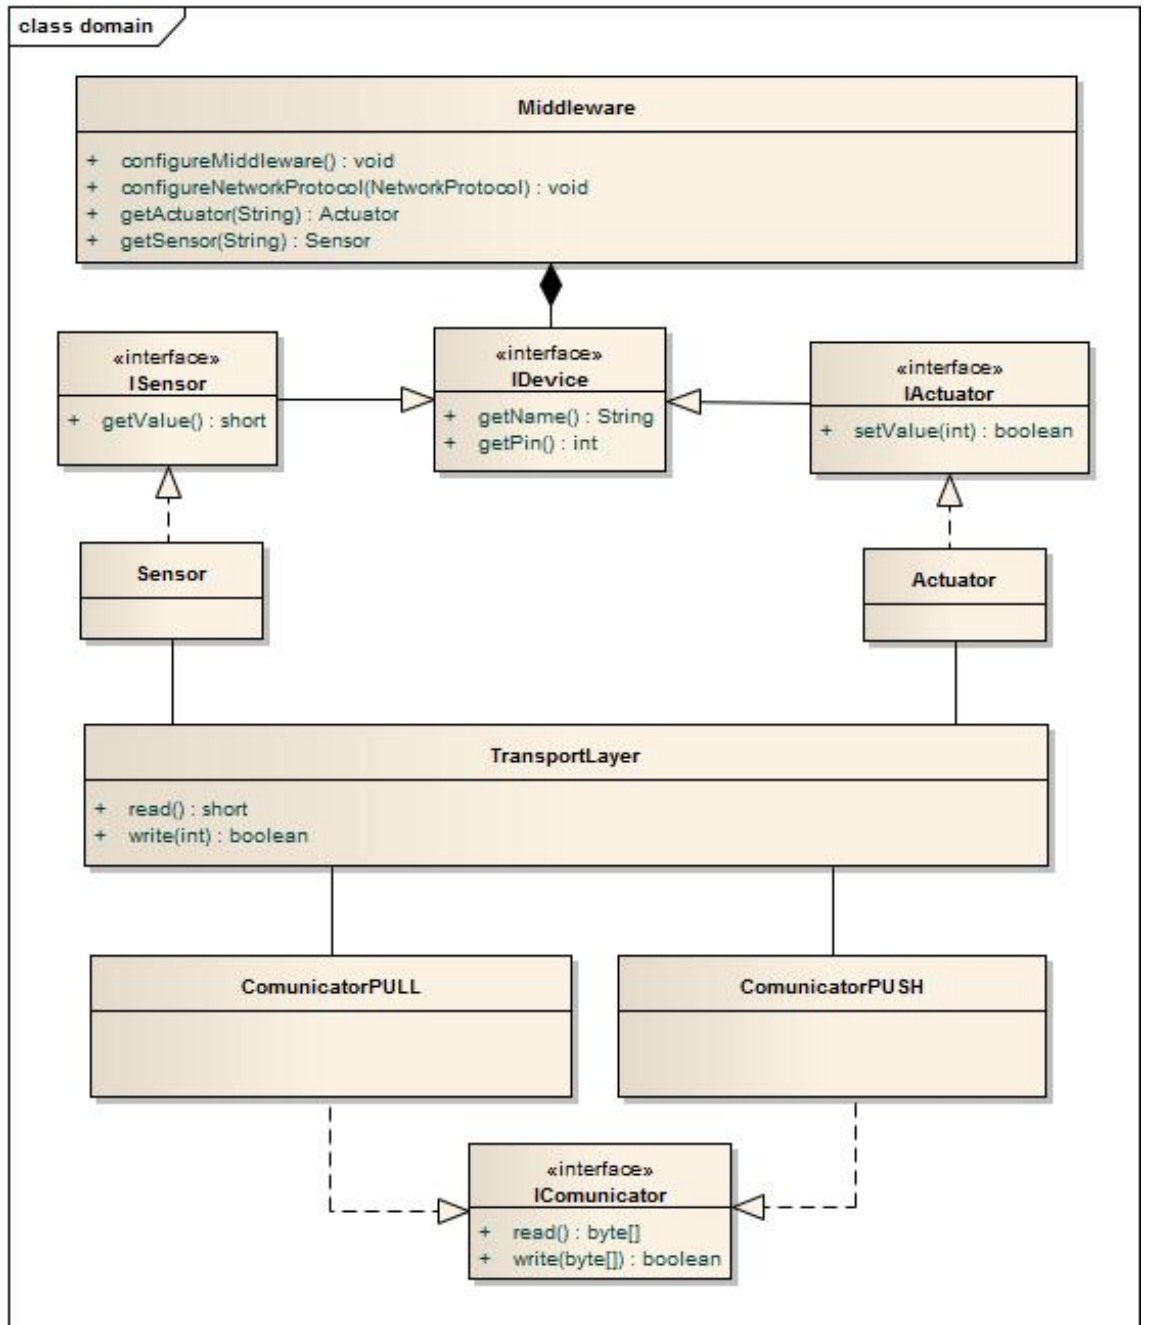 class domain
Middleware
+ configureMiddleware() : void
+ configureNetworkProtocol(NetworkProtocol) : void
+ getActuator(String) : Actuator
+ getSensor(String) : Sensor
«interface»
ISensor
+ getValue() : short
«interface»
IDevice
+ getName() : String
+ getPin() : int
«interface»
IActuator
+ setValue(int) : boolean
Sensor
Actuator
TransportLayer
+ read() : short
+ write(int) : boolean
ComunicatorPULL
ComunicatorPUSH
«interface»
IComunicator
+ read() : byte[]
+ write(byte[]) : boolean